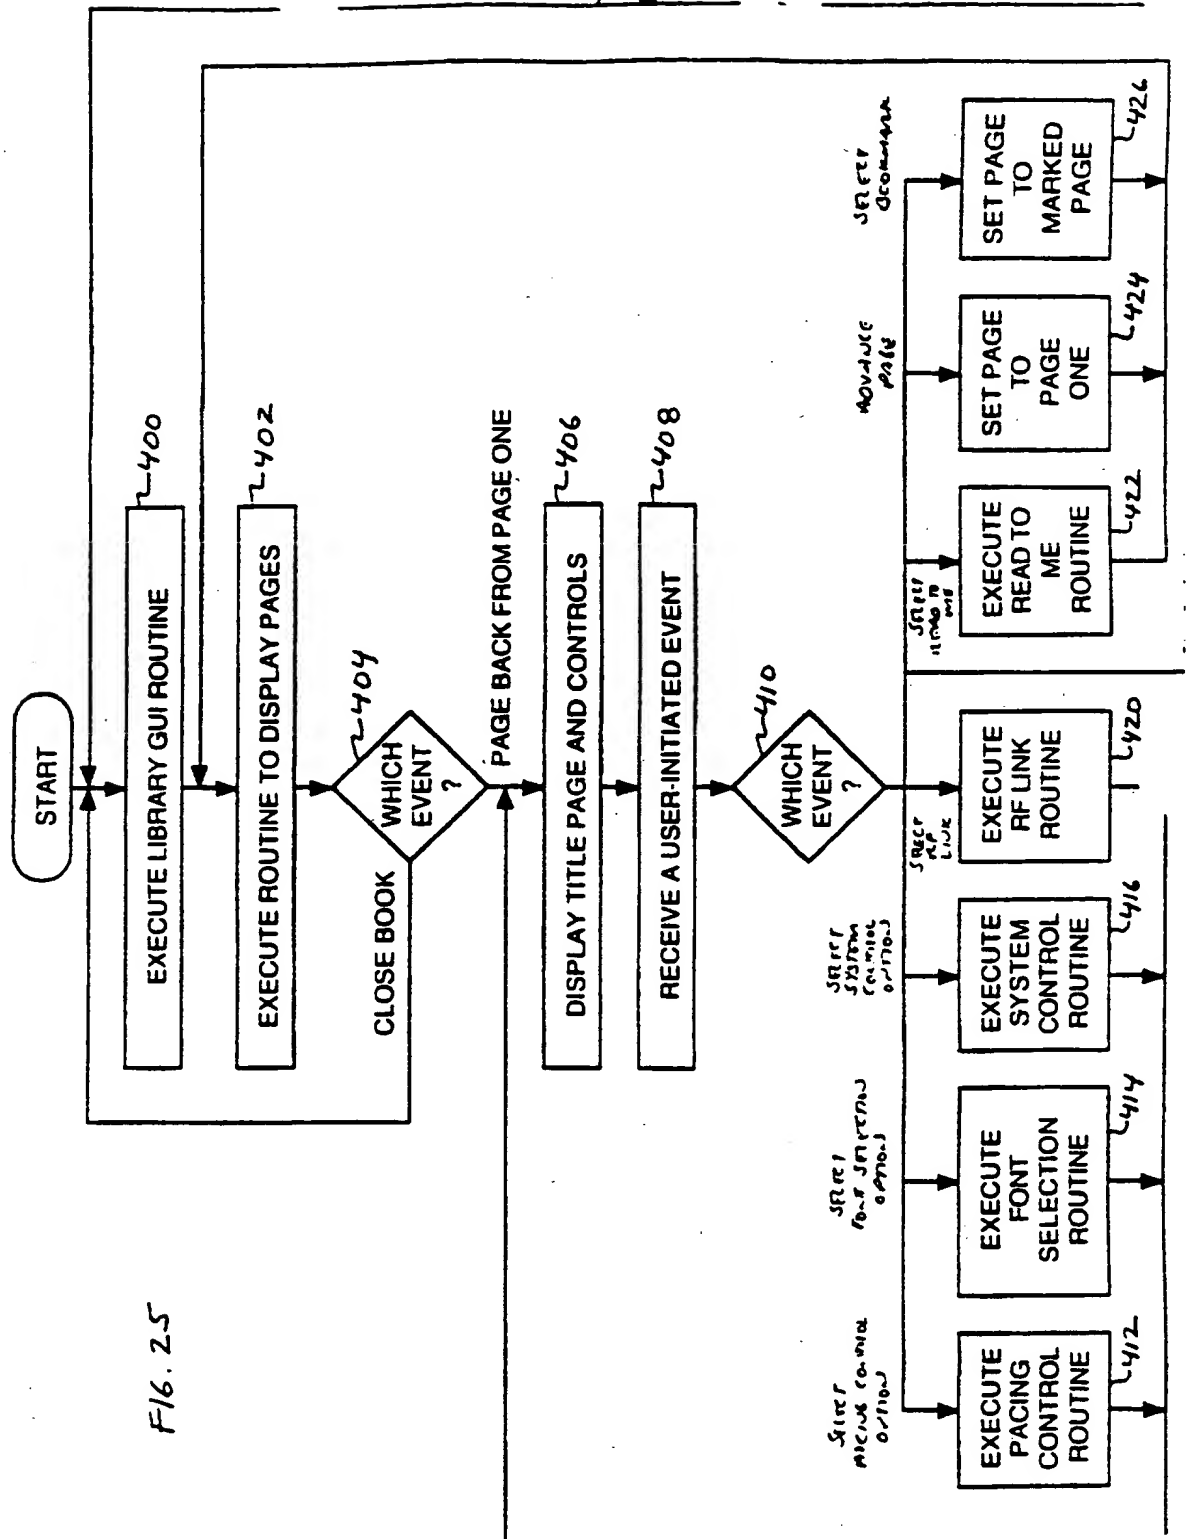 START
EXECUTE LIBRARY GUI ROUTINE
400
EXECUTE ROUTINE TO DISPLAY PAGES
402
WHICH
EVENT
?
404
CLOSE BOOK
PAGE BACK FROM PAGE ONE
DISPLAY TITLE PAGE AND CONTROLS
406
RECEIVE A USER-INITIATED EVENT
408
WHICH
EVENT
?
410
SELECT
PACING CONTROL
OPTION
EXECUTE
PACING
CONTROL
ROUTINE
412
SELECT
FONT SELECTION
OPTION
EXECUTE
FONT
SELECTION
ROUTINE
414
SELECT
SYSTEM
CONTROL
OPTION
EXECUTE
SYSTEM
CONTROL
ROUTINE
416
SELECT
RF
LINK
EXECUTE
RF LINK
ROUTINE
420
SELECT
READ TO
ME
EXECUTE
READ TO
ME
ROUTINE
422
ADVANCE
PAGE
SET PAGE
TO
PAGE
ONE
424
SELECT
SET PAGE
TO
MARKED
PAGE
426
FIG. 25